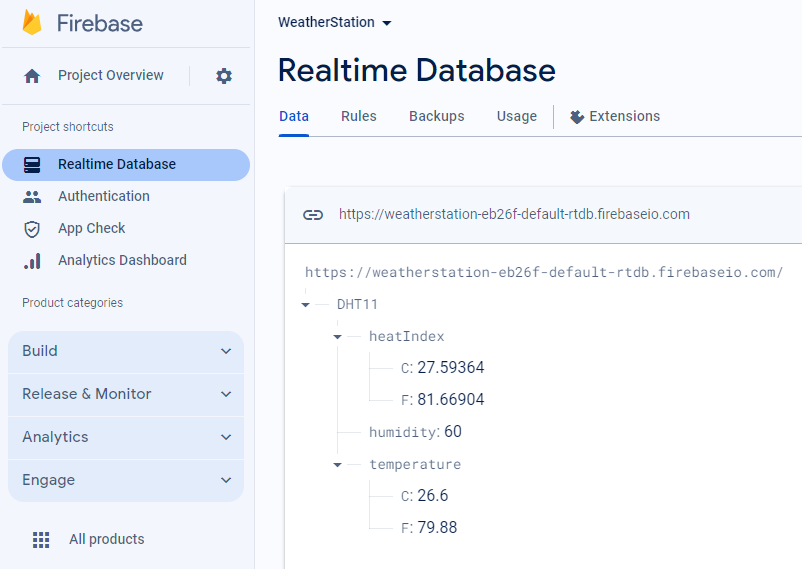 Firebase
Project Overview
Project shortcuts
Realtime Database
Authentication
App Check
Analytics Dashboard
Product categories
Build
Release & Monitor
Analytics
Engage
All products
WeatherStation
Realtime Database
Data Rules Backups Usage Extensions
https://weatherstation-eb26f-default-rtdb.firebaseio.com
https://weatherstation-eb26f-default-rtdb.firebaseio.com/
DHT11
heatIndex
C: 27.59364
F: 81.66904
humidity: 60
temperature
C: 26.6
F: 79.88